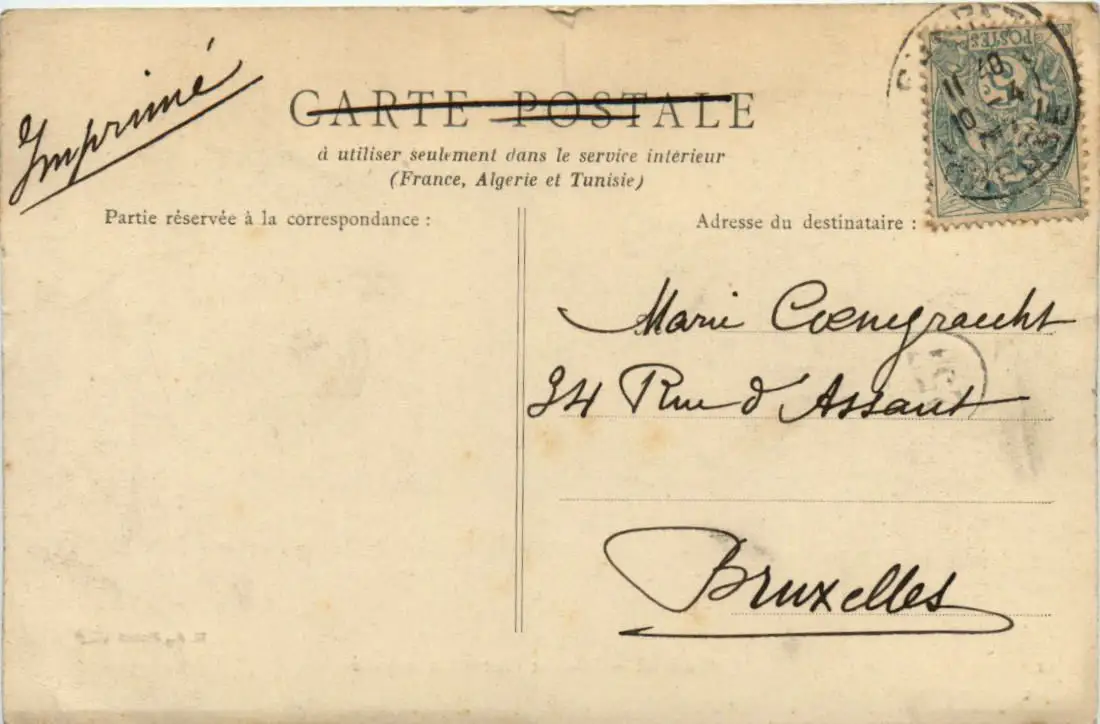 Imprimé
CARTE POSTALE
à utiliser seulement dans le service intérieur
(France, Algerie et Tunisie)
Partie réservée à la correspondance :
Adresse du destinataire :
POSTES
Marie Coenegracht
34 Rue d'Assaut
Bruxelles